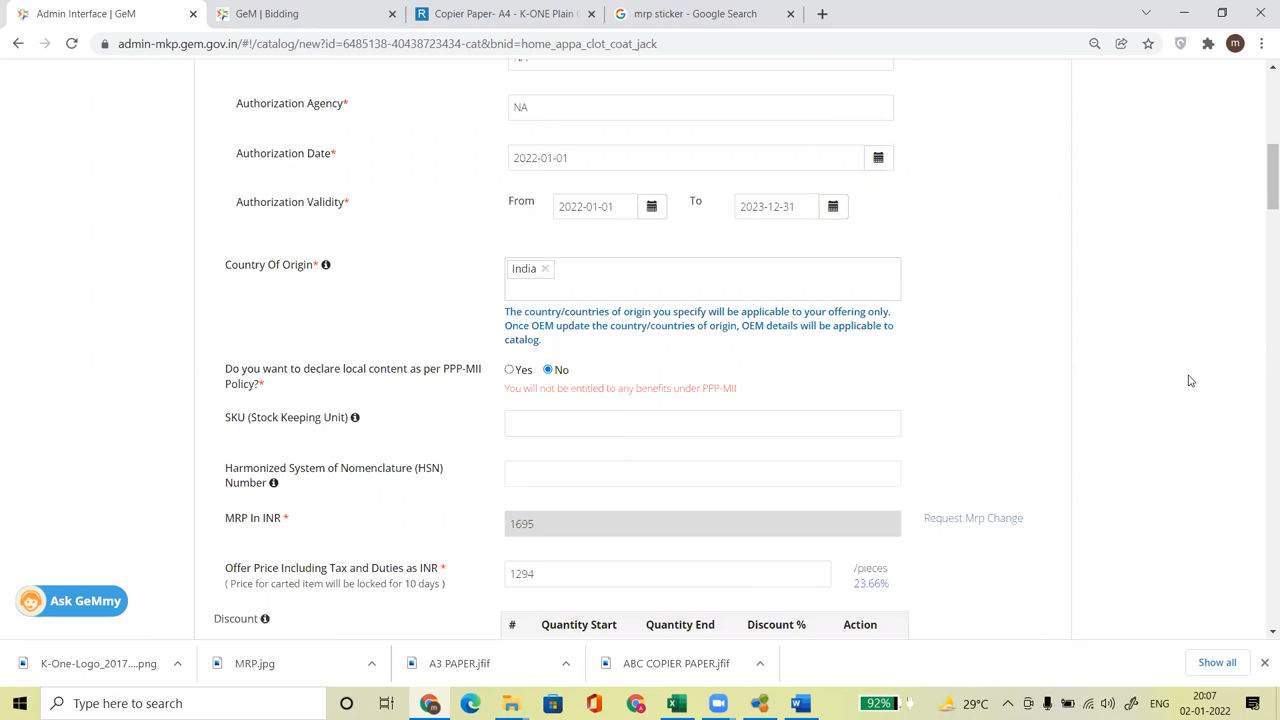 Admin Interface | GeM
GeM | Bidding
Copier Paper- A4 - K-ONE Plain C
mrp sticker - Google Search
admin-mkp.gem.gov.in/#!/catalog/new?id=6485138-40438723434-cat&bnid=home_appa_clot_coat_jack
m
NA
Authorization Agency*
NA
Authorization Date*
2022-01-01
Authorization Validity*
From
2022-01-01
To
2023-12-31
Country Of Origin*
India
The country/countries of origin you specify will be applicable to your offering only.
Once OEM update the country/countries of origin, OEM details will be applicable to
catalog.
Do you want to declare local content as per PPP-MII
Policy?*
Yes
No
You will not be entitled to any benefits under PPP-MII
SKU (Stock Keeping Unit)
Harmonized System of Nomenclature (HSN)
Number
MRP In INR *
1695
Request Mrp Change
Offer Price Including Tax and Duties as INR *
( Price for carted item will be locked for 10 days )
1294
/pieces
23.66%
Ask GeMmy
Discount
# Quantity Start Quantity End Discount % Action
K-One-Logo_2017....png
MRP.jpg
A3 PAPER.jfif
ABC COPIER PAPER.jfif
Show all
Type here to search
92%
29°C
ENG
20:07
02-01-2022